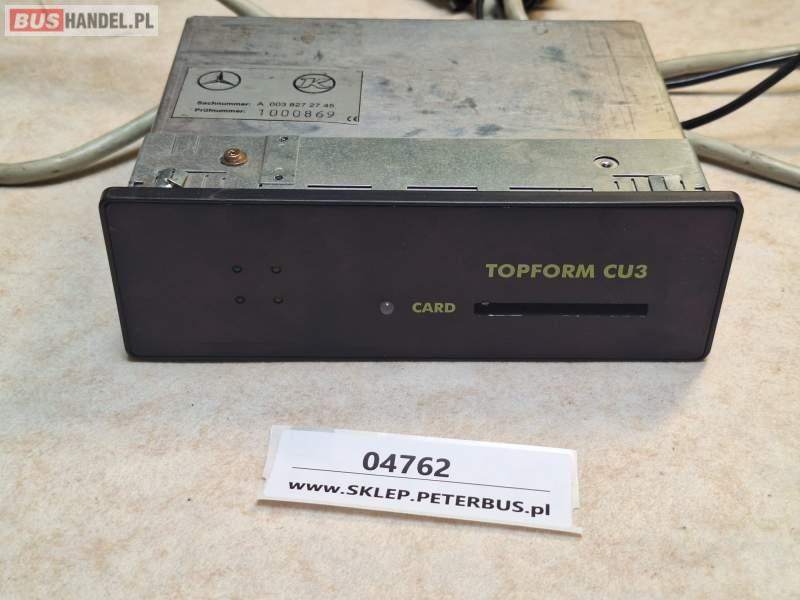 BUSHANDEL.PL
K
Sachnummer: A 003 827 27 45
Prüfnummer: 1000869 CE
TOPFORM CU3
CARD
04762
www.SKLEP.PETERBUS.pl